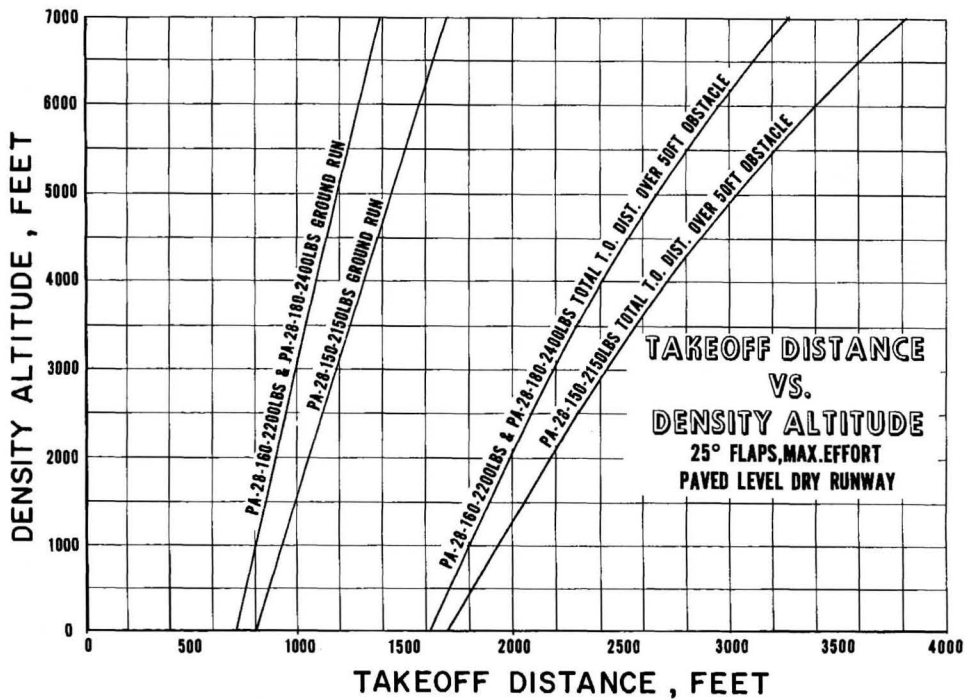 7000
6000
5000
4000
3000
2000
1000
0
DENSITY ALTITUDE, FEET
PA-28-160-2200LBS & PA-28-180-2400LBS GROUND RUN
PA-28-150-2150LBS GROUND RUN
PA-28-160-2200LBS & PA-28-180-2400LBS TOTAL T.O. DIST. OVER 50FT OBSTACLE
PA-28-150-2150LBS TOTAL T.O. DIST. OVER 50FT OBSTACLE
TAKEOFF DISTANCE
VS.
DENSITY ALTITUDE
25° FLAPS,MAX.EFFORT
PAVED LEVEL DRY RUNWAY
0 500 1000 1500 2000 2500 3000 3500 4000
TAKEOFF DISTANCE, FEET